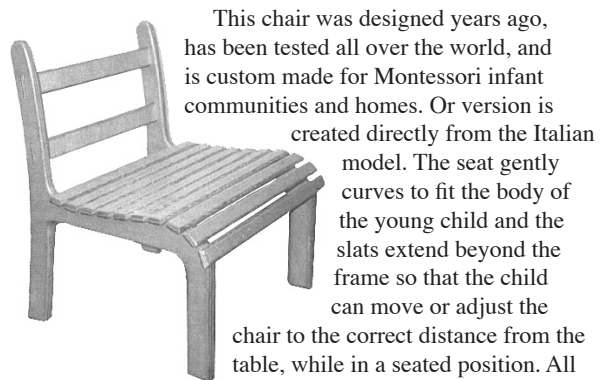 This chair was designed years ago,
has been tested all over the world, and
is custom made for Montessori infant
communities and homes. Or version is
created directly from the Italian
model. The seat gently
curves to fit the body of
the young child and the
slats extend beyond the
frame so that the child
can move or adjust the
chair to the correct distance from the
table, while in a seated position. All